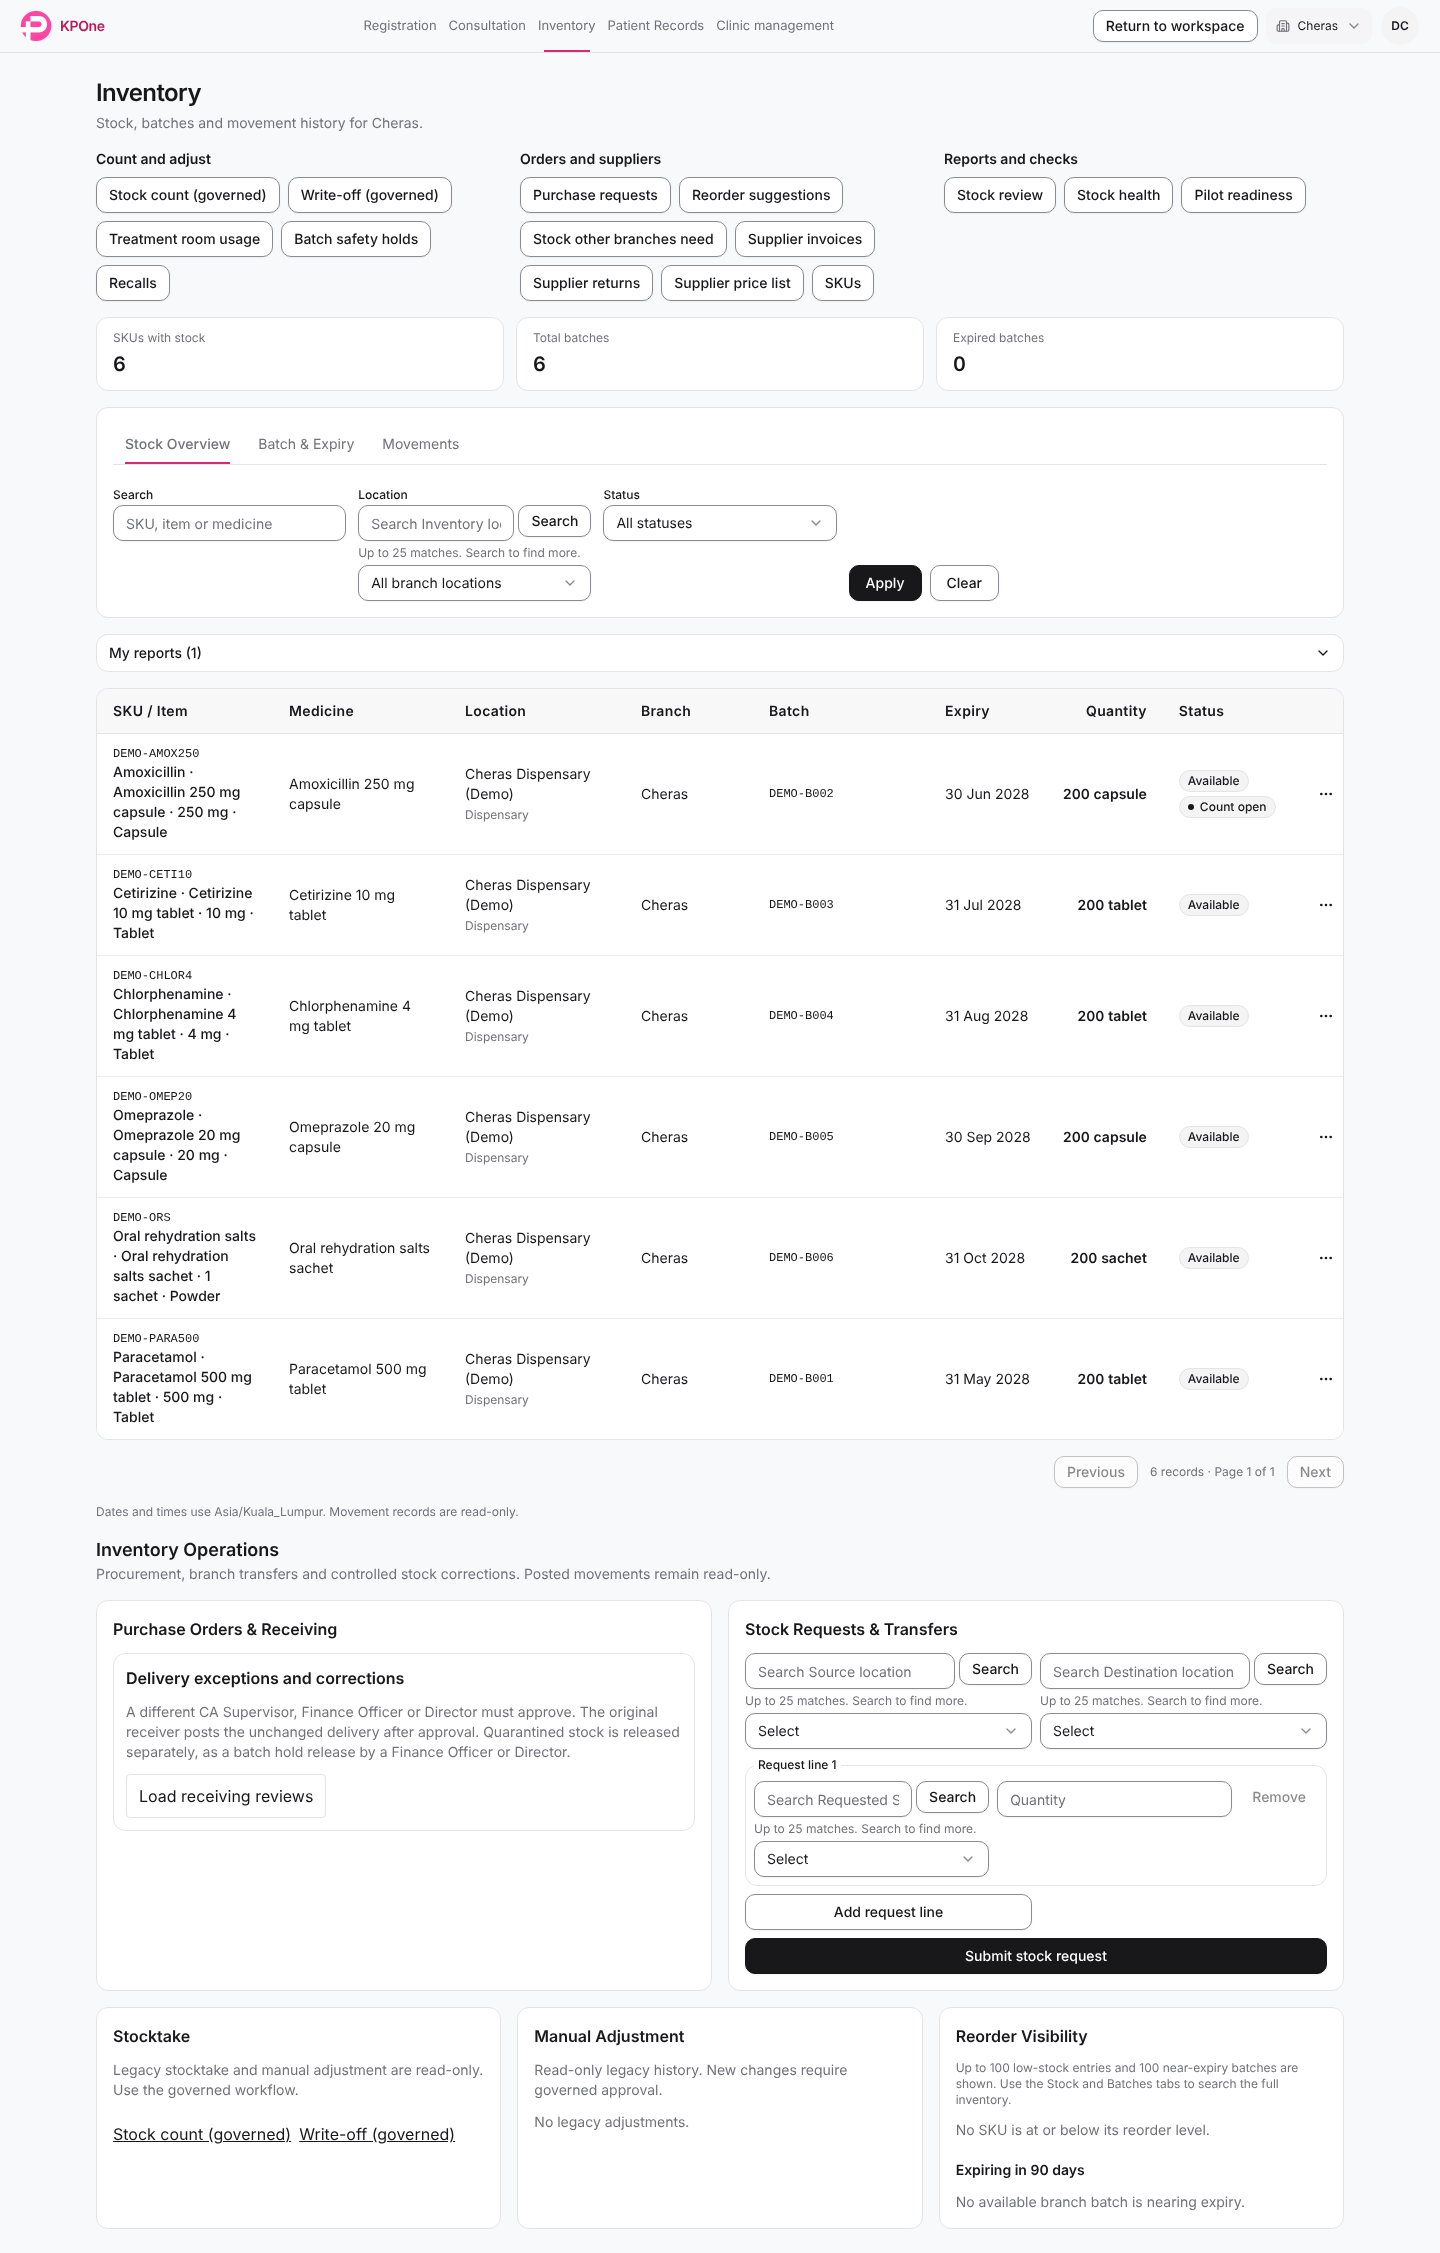 KPOne
Registration Consultation Inventory Patient Records Clinic management
Return to workspace
Cheras
DC
Inventory
Stock, batches and movement history for Cheras.
Count and adjust
Stock count (governed) Write-off (governed)
Treatment room usage Batch safety holds
Recalls
Orders and suppliers
Purchase requests Reorder suggestions
Stock other branches need Supplier invoices
Supplier returns Supplier price list SKUs
Reports and checks
Stock review Stock health Pilot readiness
SKUs with stock
6
Total batches
6
Expired batches
0
Stock Overview Batch & Expiry Movements
Search
SKU, item or medicine
Location
Search Inventory lo
Search
Up to 25 matches. Search to find more.
All branch locations
Status
All statuses
Apply Clear
My reports (1)
SKU / Item Medicine Location Branch Batch Expiry Quantity Status
DEMO-AMOX250
Amoxicillin ·
Amoxicillin 250 mg
capsule · 250 mg ·
Capsule
Amoxicillin 250 mg
capsule
Cheras Dispensary
(Demo)
Dispensary
Cheras
DEMO-B002
30 Jun 2028
200 capsule
Available
Count open
DEMO-CETI10
Cetirizine · Cetirizine
10 mg tablet · 10 mg ·
Tablet
Cetirizine 10 mg
tablet
Cheras Dispensary
(Demo)
Dispensary
Cheras
DEMO-B003
31 Jul 2028
200 tablet
Available
DEMO-CHLOR4
Chlorphenamine ·
Chlorphenamine 4
mg tablet · 4 mg ·
Tablet
Chlorphenamine 4
mg tablet
Cheras Dispensary
(Demo)
Dispensary
Cheras
DEMO-B004
31 Aug 2028
200 tablet
Available
DEMO-OMEP20
Omeprazole ·
Omeprazole 20 mg
capsule · 20 mg ·
Capsule
Omeprazole 20 mg
capsule
Cheras Dispensary
(Demo)
Dispensary
Cheras
DEMO-B005
30 Sep 2028
200 capsule
Available
DEMO-ORS
Oral rehydration salts
· Oral rehydration
salts sachet · 1
sachet · Powder
Oral rehydration salts
sachet
Cheras Dispensary
(Demo)
Dispensary
Cheras
DEMO-B006
31 Oct 2028
200 sachet
Available
DEMO-PARA500
Paracetamol ·
Paracetamol 500 mg
tablet · 500 mg ·
Tablet
Paracetamol 500 mg
tablet
Cheras Dispensary
(Demo)
Dispensary
Cheras
DEMO-B001
31 May 2028
200 tablet
Available
Previous 6 records · Page 1 of 1 Next
Dates and times use Asia/Kuala_Lumpur. Movement records are read-only.
Inventory Operations
Procurement, branch transfers and controlled stock corrections. Posted movements remain read-only.
Purchase Orders & Receiving
Delivery exceptions and corrections
A different CA Supervisor, Finance Officer or Director must approve. The original
receiver posts the unchanged delivery after approval. Quarantined stock is released
separately, as a batch hold release by a Finance Officer or Director.
Load receiving reviews
Stock Requests & Transfers
Search Source location
Search
Up to 25 matches. Search to find more.
Select
Search Destination location
Search
Up to 25 matches. Search to find more.
Select
Request line 1
Search Requested S
Search
Quantity
Remove
Up to 25 matches. Search to find more.
Select
Add request line
Submit stock request
Stocktake
Legacy stocktake and manual adjustment are read-only.
Use the governed workflow.
Stock count (governed) Write-off (governed)
Manual Adjustment
Read-only legacy history. New changes require
governed approval.
No legacy adjustments.
Reorder Visibility
Up to 100 low-stock entries and 100 near-expiry batches are
shown. Use the Stock and Batches tabs to search the full
inventory.
No SKU is at or below its reorder level.
Expiring in 90 days
No available branch batch is nearing expiry.